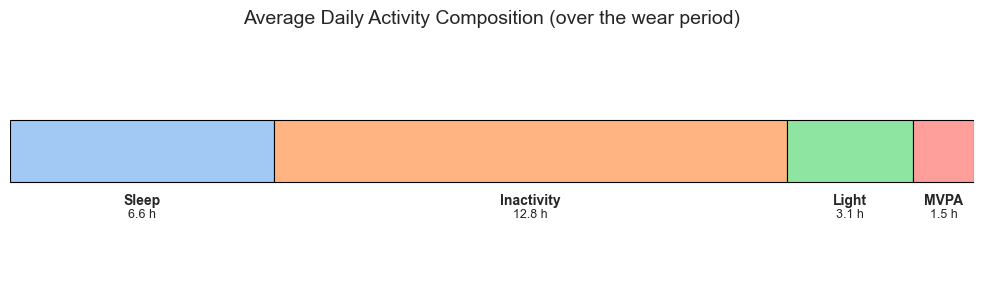 Average Daily Activity Composition (over the wear period)
Sleep
6.6 h
Inactivity
12.8 h
Light
3.1 h
MVPA
1.5 h